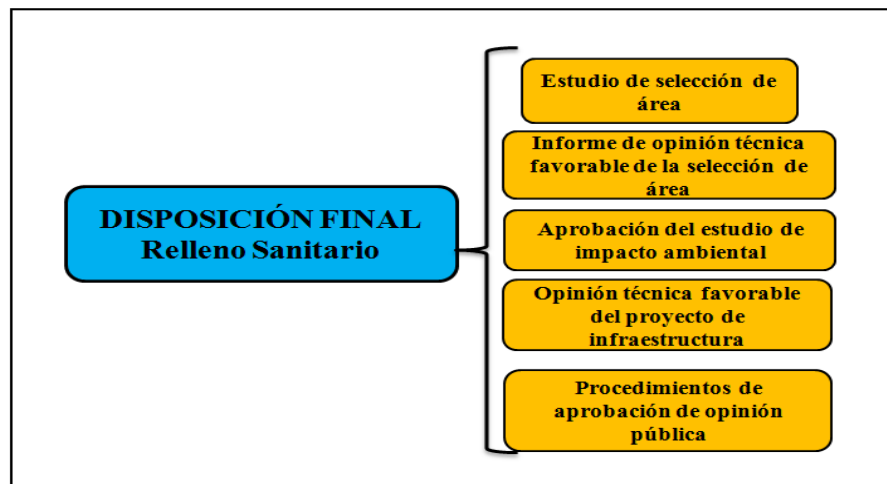 DISPOSICIÓN FINAL
Relleno Sanitario
Estudio de selección de
área
Informe de opinión técnica
favorable de la selección de
área
Aprobación del estudio de
impacto ambiental
Opinión técnica favorable
del proyecto de
infraestructura
Procedimientos de
aprobación de opinión
pública